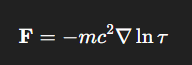 𝐅 = −mc²∇ ln τ